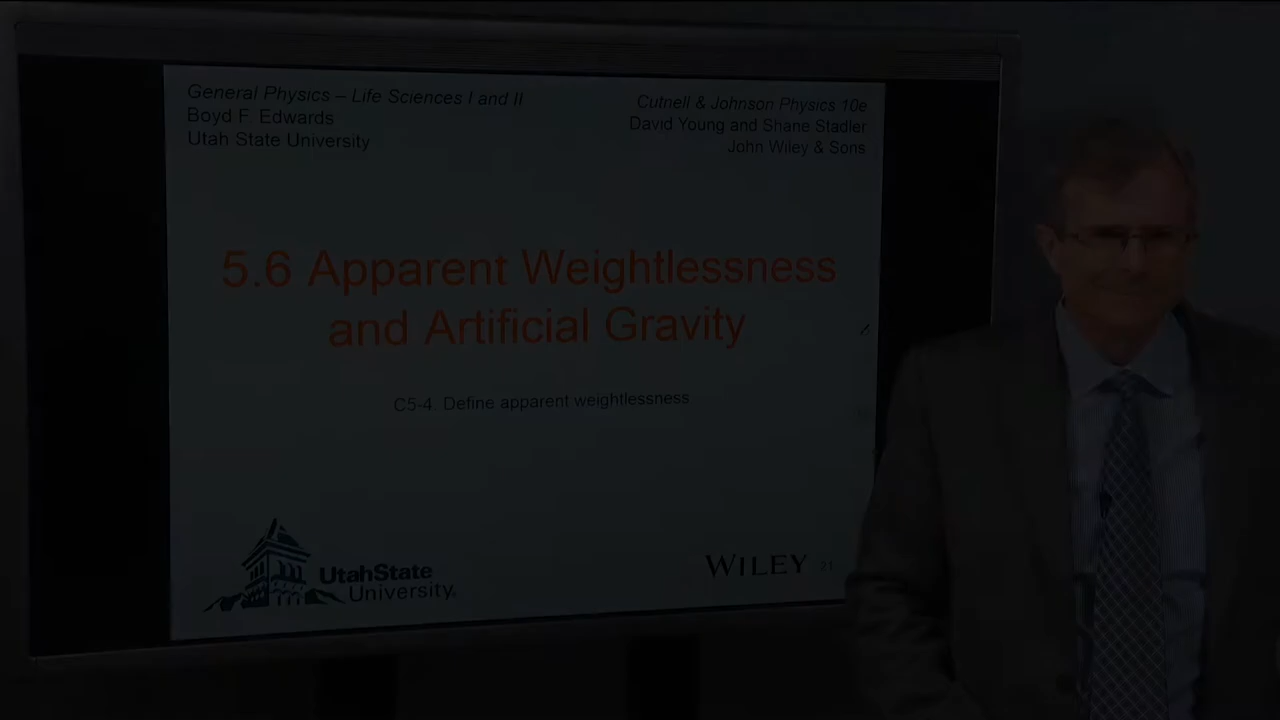 General Physics – Life Sciences I and II
Boyd F. Edwards
Utah State University
Cutnell & Johnson Physics 10e
David Young and Shane Stadler
John Wiley & Sons
5.6 Apparent Weightlessness
and Artificial Gravity
C5-4. Define apparent weightlessness
UtahState
University
WILEY
21